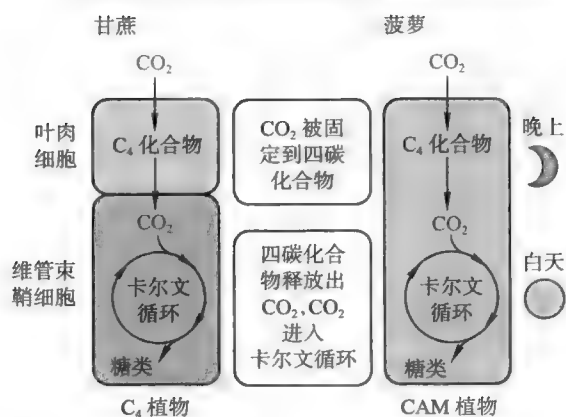 甘蔗
菠萝
CO₂
CO₂
叶肉
细胞
C₄ 化合物
CO₂ 被固
定到四碳
化合物
C₄ 化合物
晚上
CO₂
CO₂
维管束
鞘细胞
卡尔文
循环
糖类
四碳化合
物释放出
CO₂,CO₂
进入
卡尔文循环
卡尔文
循环
糖类
白天
C₄ 植物
CAM 植物